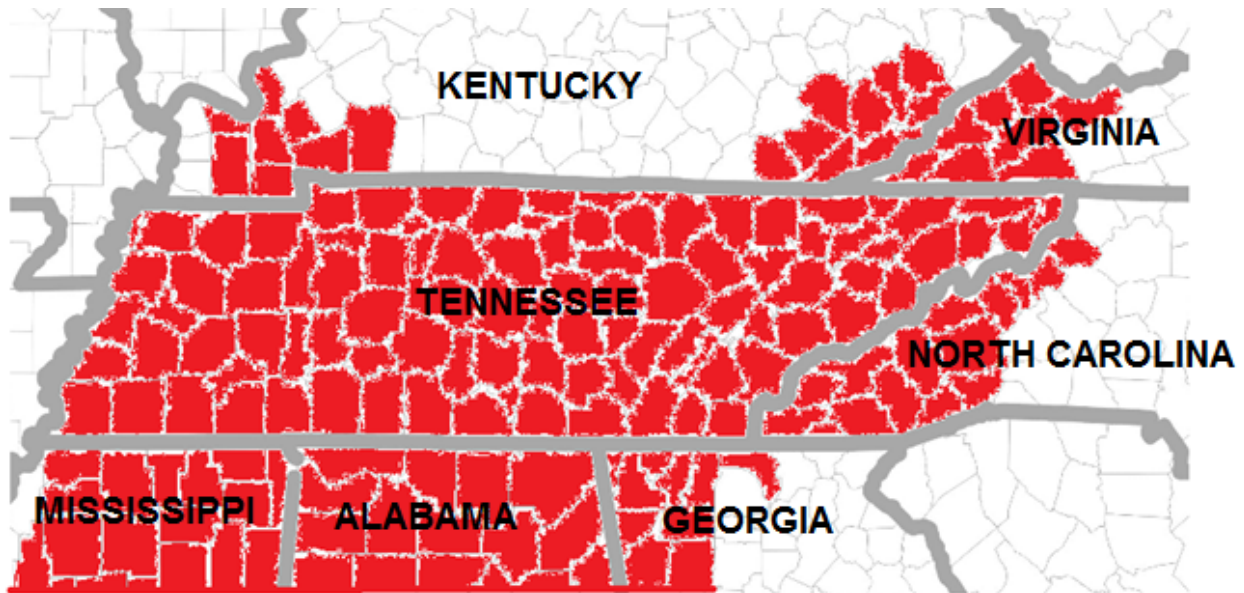 KENTUCKY
VIRGINIA
TENNESSEE
NORTH CAROLINA
MISSISSIPPI
ALABAMA
GEORGIA